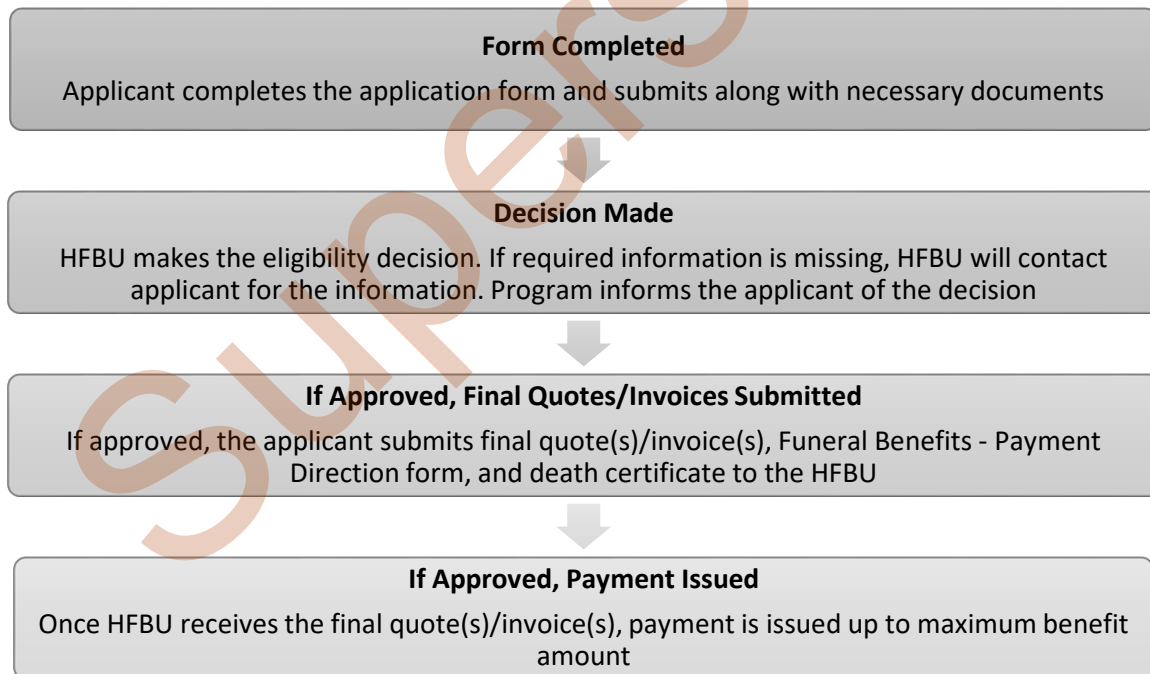 Form Completed
Applicant completes the application form and submits along with necessary documents
Decision Made
HFBU makes the eligibility decision. If required information is missing, HFBU will contact
applicant for the information. Program informs the applicant of the decision
If Approved, Final Quotes/Invoices Submitted
If approved, the applicant submits final quote(s)/invoice(s), Funeral Benefits - Payment
Direction form, and death certificate to the HFBU
If Approved, Payment Issued
Once HFBU receives the final quote(s)/invoice(s), payment is issued up to maximum benefit
amount
Supers